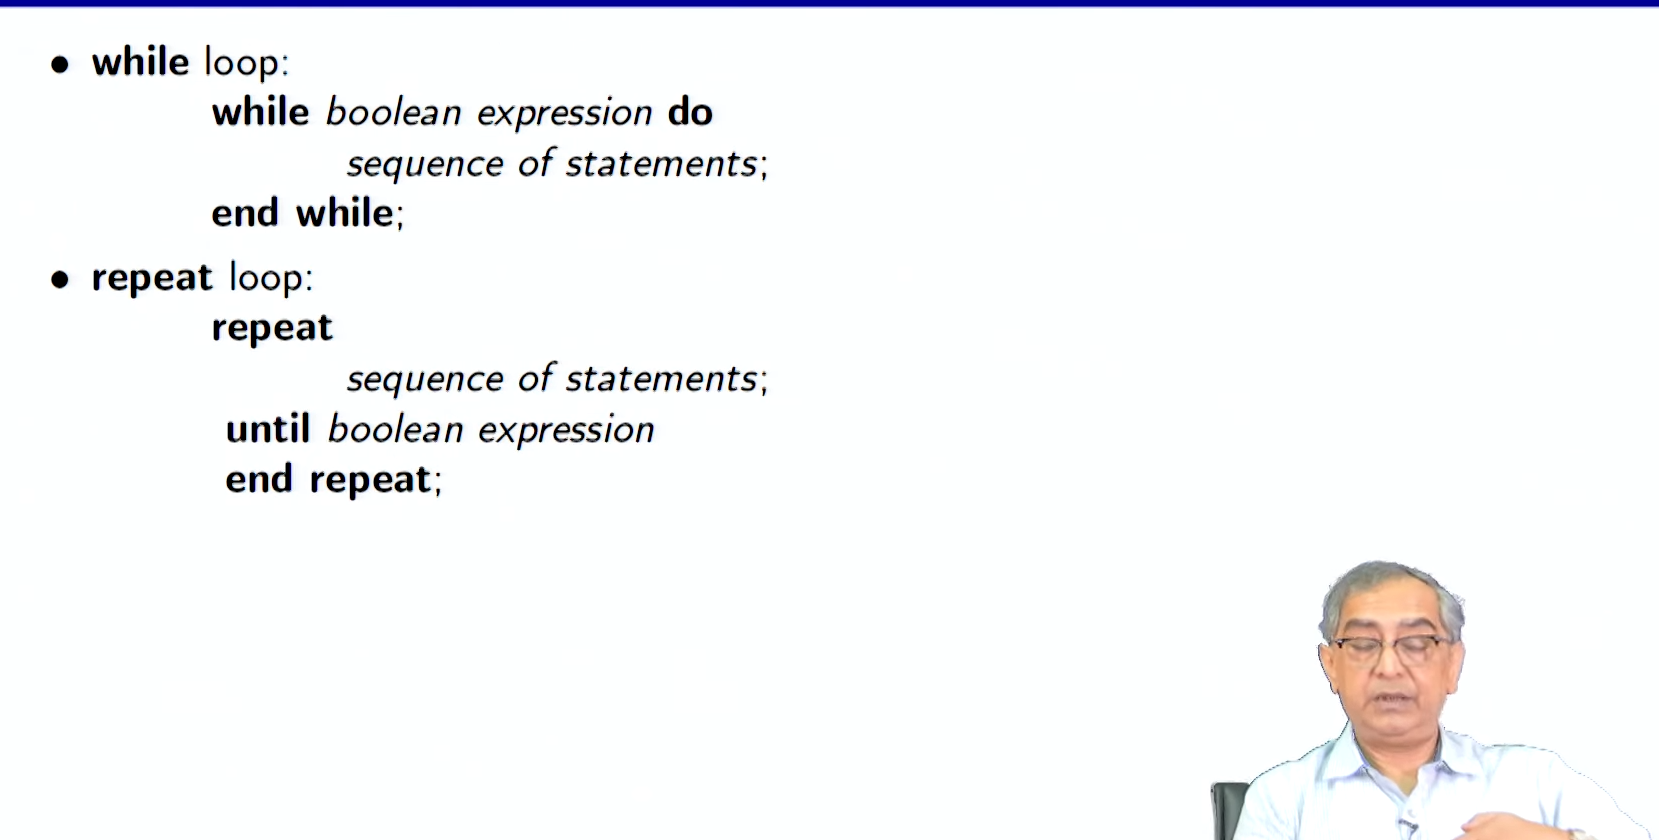 • while loop:
while boolean expression do
sequence of statements;
end while;
• repeat loop:
repeat
sequence of statements;
until boolean expression
end repeat;